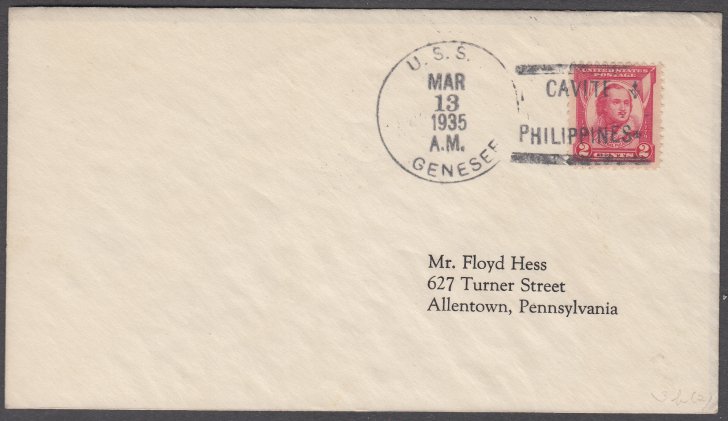 U.S.S.
MAR
13
1935
A.M.
GENESEE
CAVITE
PHILIPPINES
UNITED STATES
POSTAGE
2 CENTS 2
Mr. Floyd Hess
627 Turner Street
Allentown, Pennsylvania